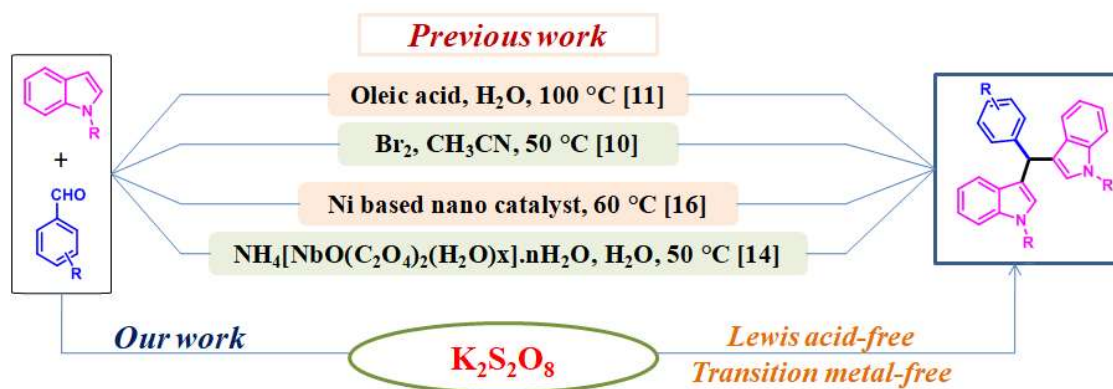 Previous work
N
R
+
CHO
R
Oleic acid, H₂O, 100 °C [11]
Br₂, CH₃CN, 50 °C [10]
Ni based nano catalyst, 60 °C [16]
NH₄[NbO(C₂O₄)₂(H₂O)x].nH₂O, H₂O, 50 °C [14]
R
N
R
N
R
Our work
K₂S₂O₈
Lewis acid-free
Transition metal-free